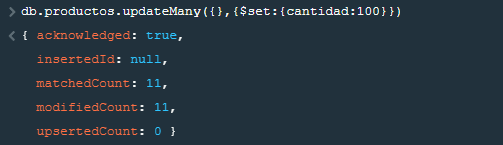 > db.productos.updateMany({},{$set:{cantidad:100}})
< { acknowledged: true,
insertedId: null,
matchedCount: 11,
modifiedCount: 11,
upsertedCount: 0 }